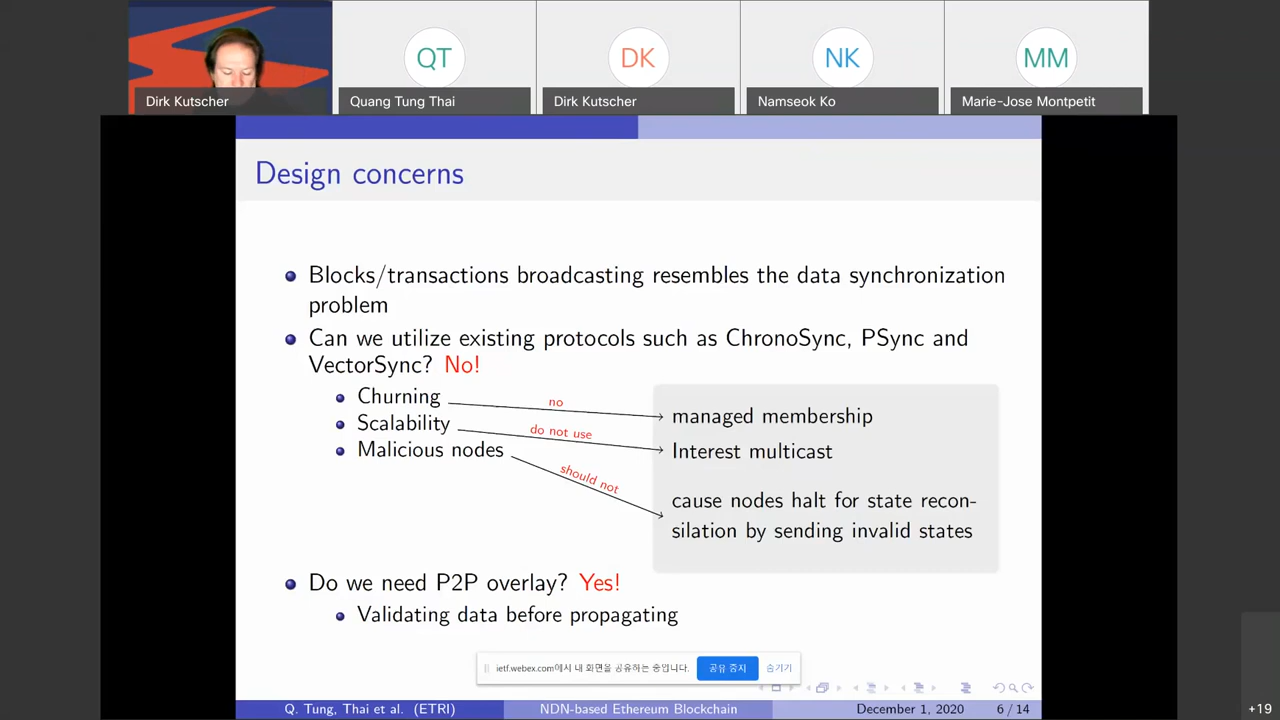 QT
DK
NK
MM
Dirk Kutscher
Quang Tung Thai
Dirk Kutscher
Namseok Ko
Marie-Jose Montpetit
Design concerns
Blocks/transactions broadcasting resembles the data synchronization
problem
Can we utilize existing protocols such as ChronoSync, PSync and
VectorSync? No!
Churning
no
managed membership
Scalability
do not use
Interest multicast
Malicious nodes
should not
cause nodes halt for state recon-
silation by sending invalid states
Do we need P2P overlay? Yes!
Validating data before propagating
ietf.webex.com에서 내 화면을 공유하는 중입니다.
공유 중지
숨기기
Q. Tung, Thai et al. (ETRI)
NDN-based Ethereum Blockchain
December 1, 2020
6 / 14
+19